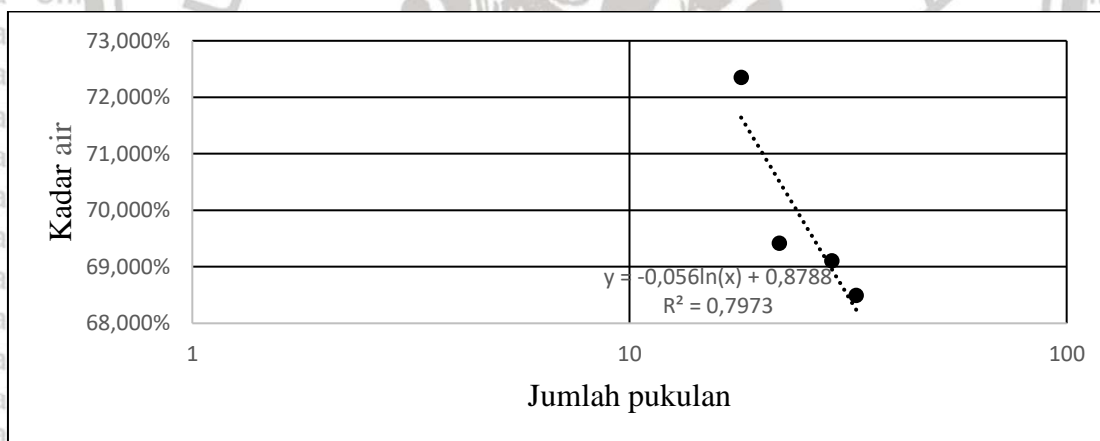 73,000%
72,000%
71,000%
70,000%
69,000%
68,000%
Kadar air
y = -0,056ln(x) + 0,8788
R² = 0,7973
1 10 100
Jumlah pukulan